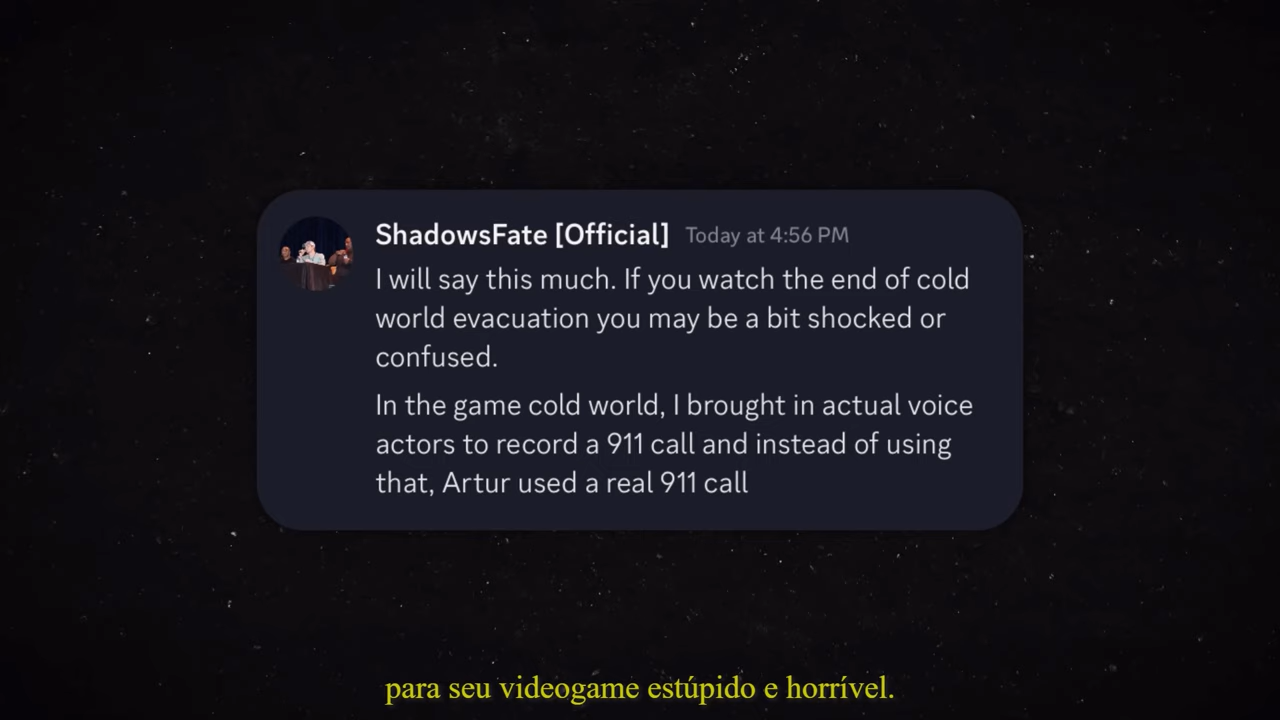 ShadowsFate [Official] Today at 4:56 PM
I will say this much. If you watch the end of cold
world evacuation you may be a bit shocked or
confused.
In the game cold world, I brought in actual voice
actors to record a 911 call and instead of using
that, Artur used a real 911 call
para seu videogame estúpido e horrível.